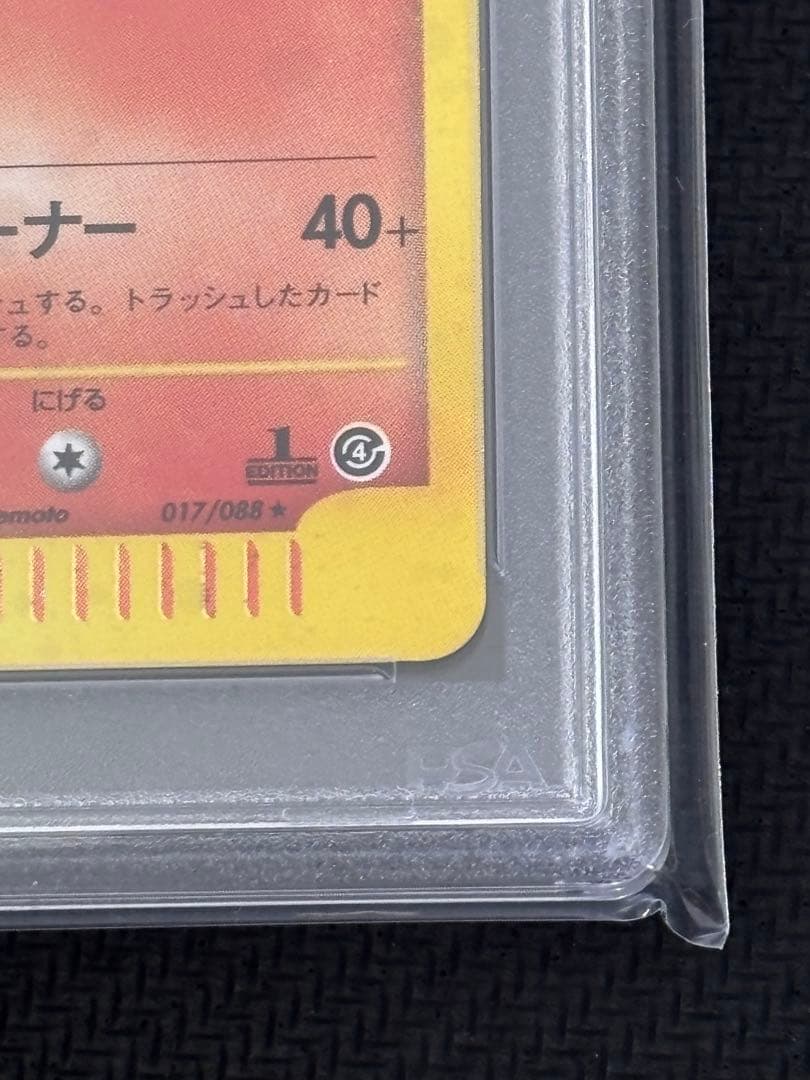 ーナー 40+
ュする。トラッシュしたカード
する。
にげる
1
EDITION
4
emoto 017/088 ★
PSA